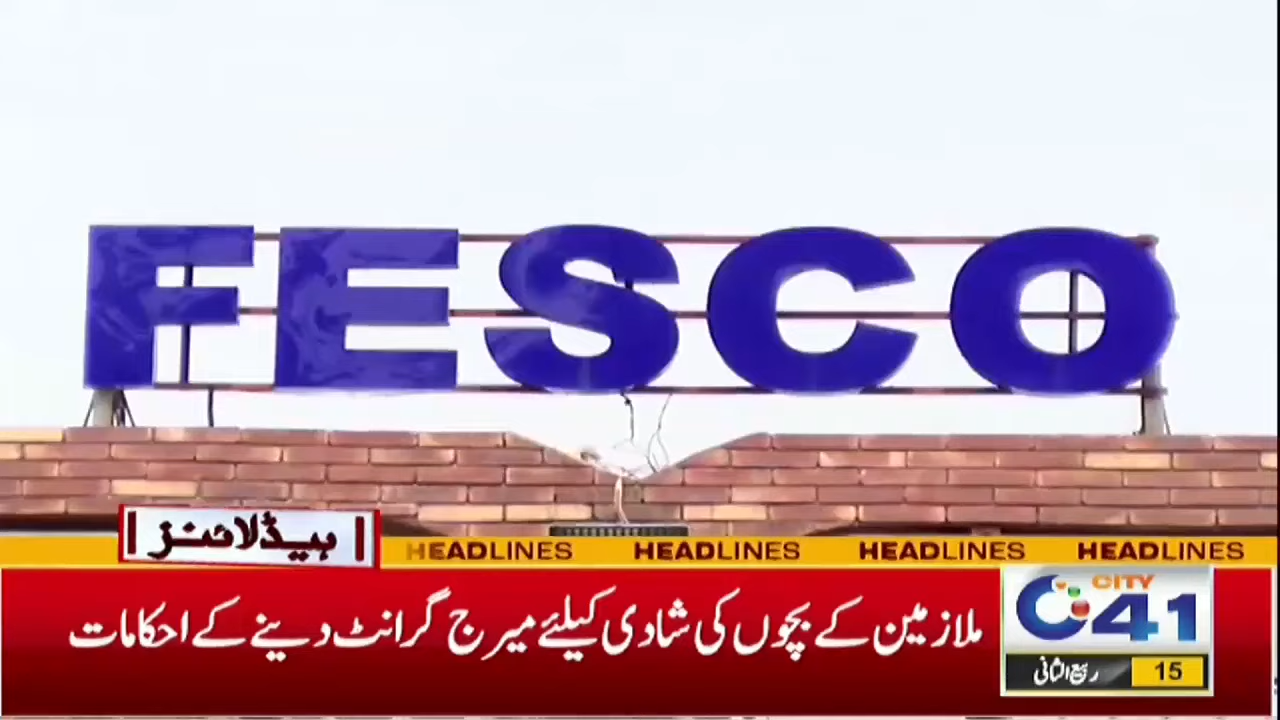 FESCO
ہیڈلائنز
HEADLINES HEADLINES HEADLINES HEADLINES
ملازمین کے بچوں کی شادی کیلئے میرج گرانٹ دینے کے احکامات
CITY
41
ربیع الثانی 15